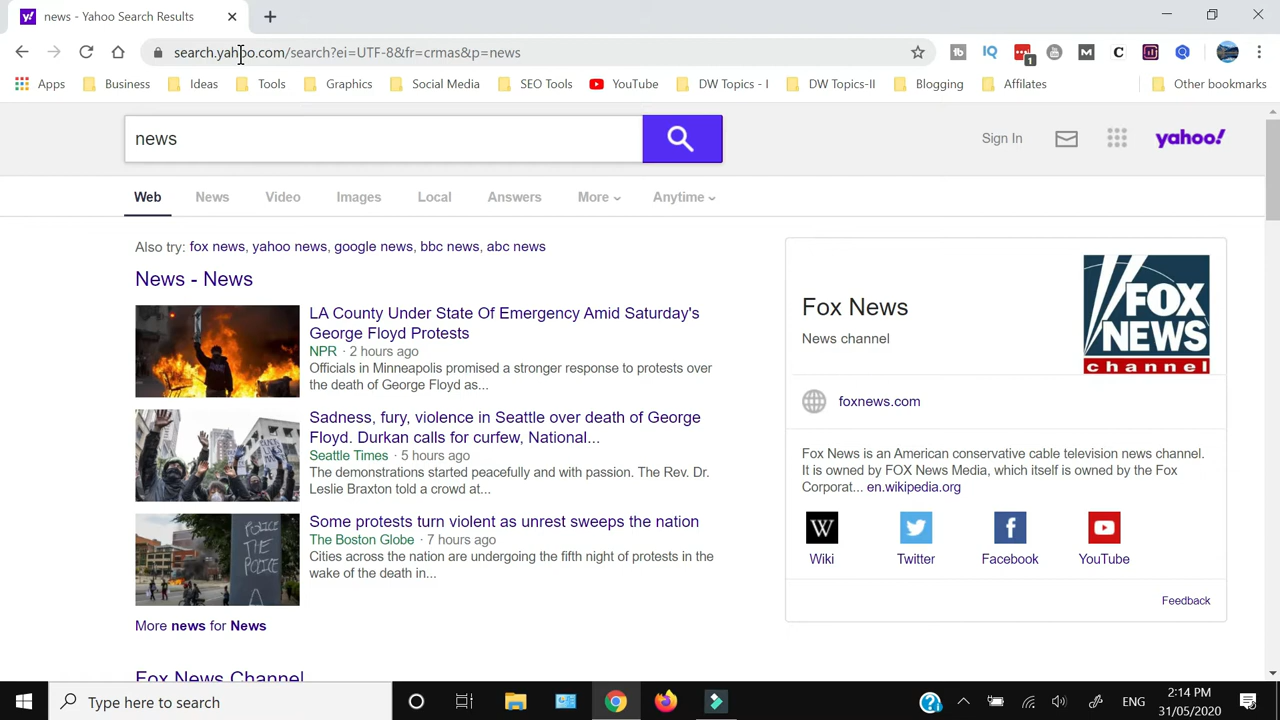 news - Yahoo Search Results
search.yahoo.com/search?ei=UTF-8&fr=crmas&p=news
Apps Business Ideas Tools Graphics Social Media SEO Tools YouTube DW Topics - I DW Topics-II Blogging Affilates Other bookmarks
news
Sign In
yahoo!
Web News Video Images Local Answers More Anytime
Also try: fox news, yahoo news, google news, bbc news, abc news
News - News
LA County Under State Of Emergency Amid Saturday's
George Floyd Protests
NPR · 2 hours ago
Officials in Minneapolis promised a stronger response to protests over
the death of George Floyd as...
Sadness, fury, violence in Seattle over death of George
Floyd. Durkan calls for curfew, National...
Seattle Times · 5 hours ago
The demonstrations started peacefully and with passion. The Rev. Dr.
Leslie Braxton told a crowd at...
POLICE
THE
POLICE
Some protests turn violent as unrest sweeps the nation
The Boston Globe · 7 hours ago
Cities across the nation are undergoing the fifth night of protests in the
wake of the death in...
More news for News
Fox News Channel
Fox News
News channel
FOX
NEWS
channel
foxnews.com
Fox News is an American conservative cable television news channel.
It is owned by FOX News Media, which itself is owned by the Fox
Corporat... en.wikipedia.org
Wiki Twitter Facebook YouTube
Feedback
Type here to search
ENG
2:14 PM
31/05/2020